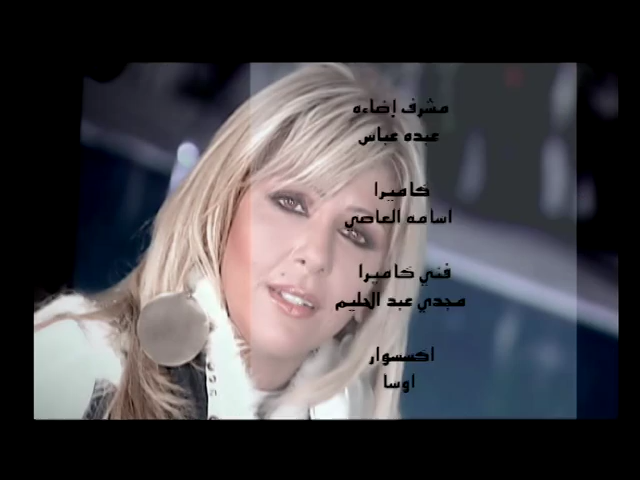 مشرف إضاءه
عبده عباس
كاميرا
اسامه العاصي
فني كاميرا
مجدي عبد الحليم
اكسسوار
اوسا